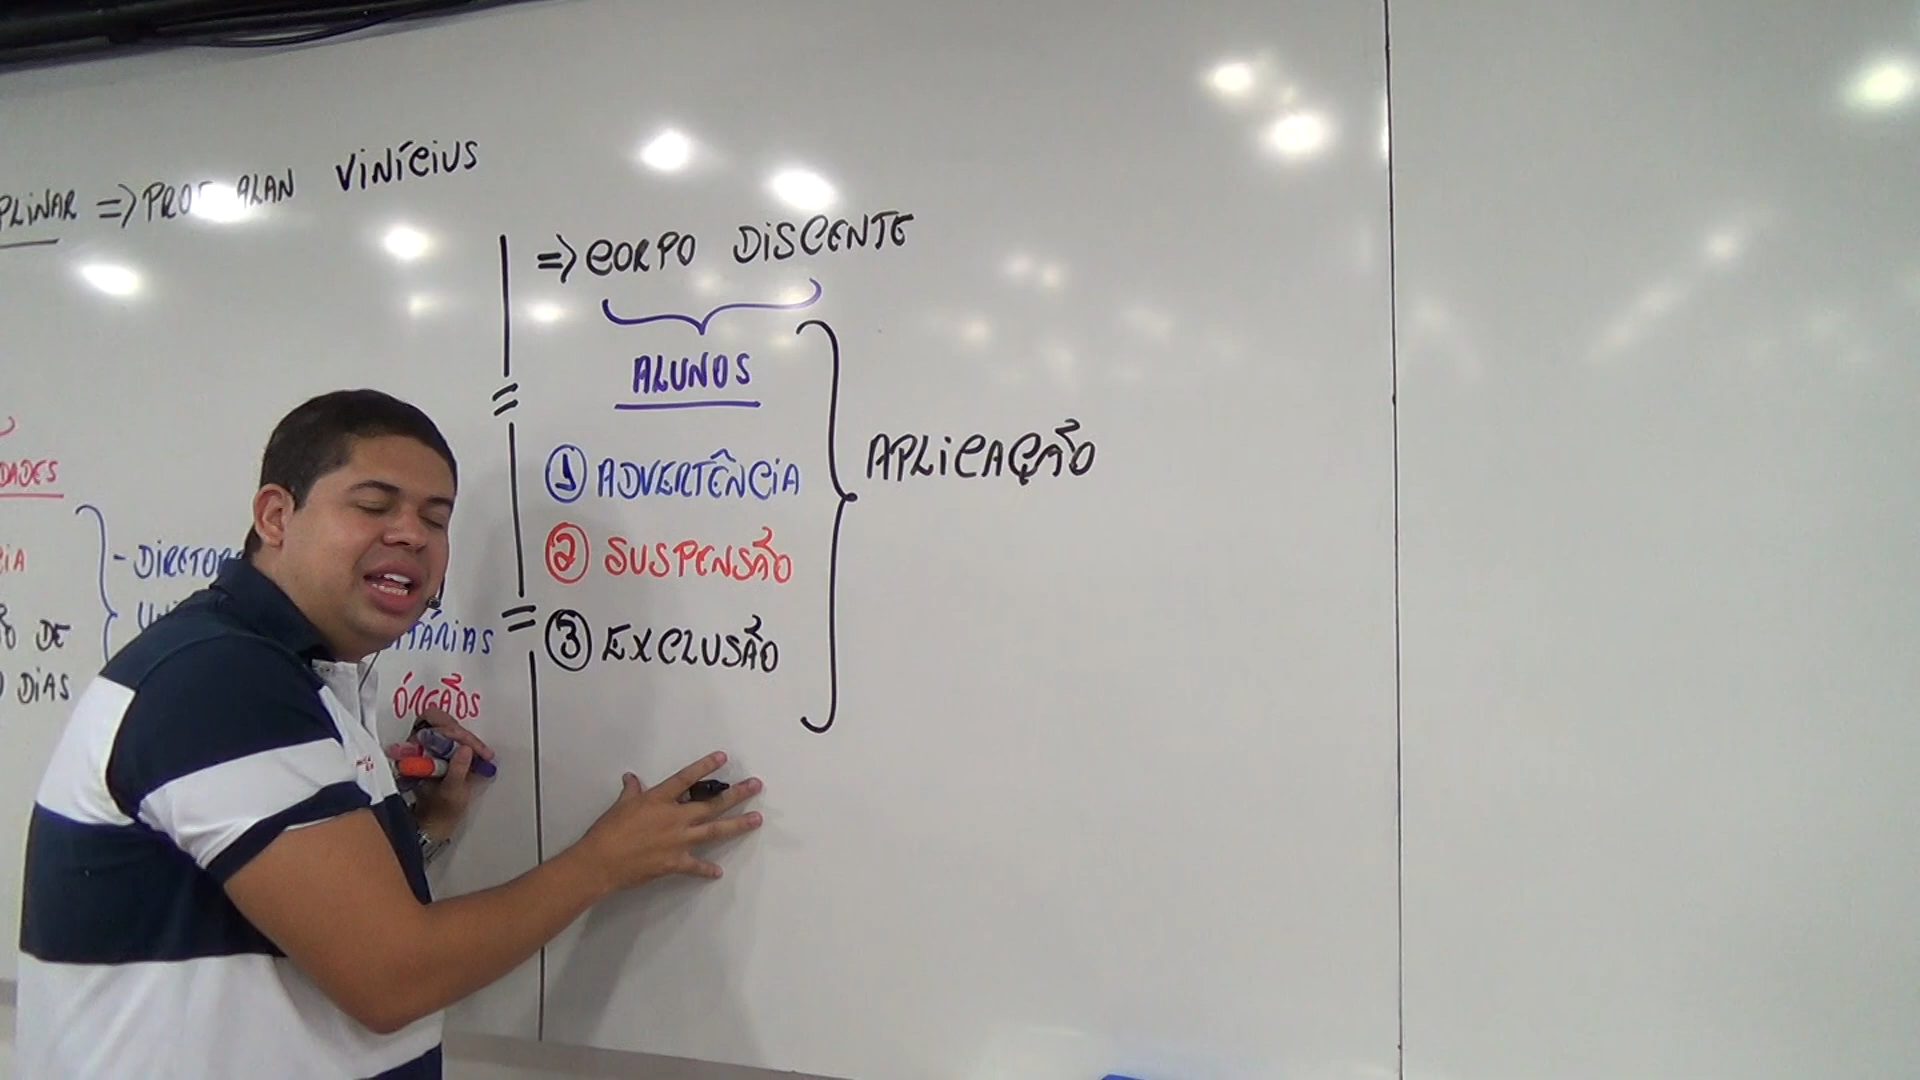 PLINAR => PROF ALAN VINÍCIUS
DADES
CIA
DE
DIAS
- DIRETOR
TÁRIAS
ÓRGÃOS
=> CORPO DISCENTE
ALUNOS
① ADVERTÊNCIA
② SUSPENSÃO
③ EXCLUSÃO
APLICAÇÃO